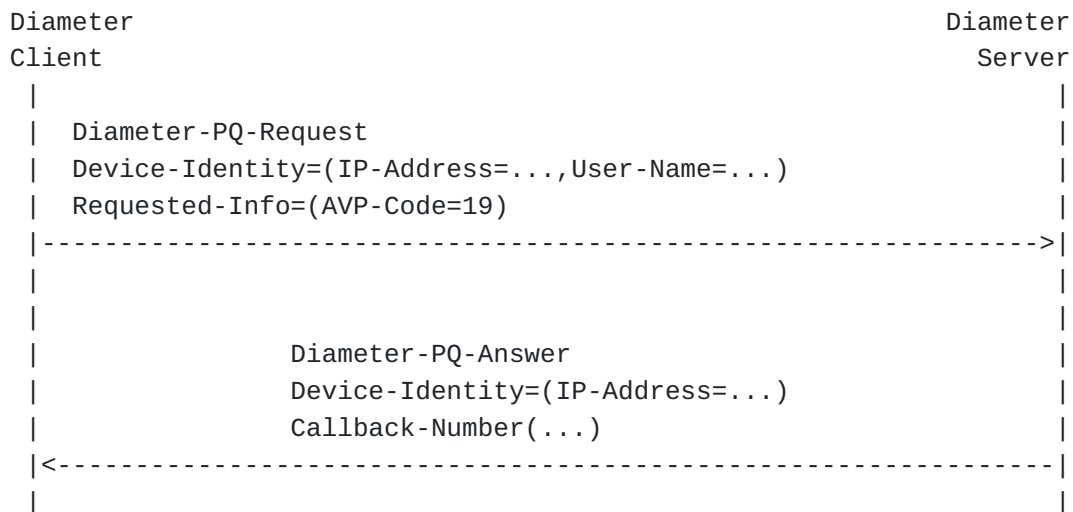 Diameter                                                   Diameter
Client                                                       Server
 |                                                                 |
 |  Diameter-PQ-Request                                            |
 |  Device-Identity=(IP-Address=...,User-Name=...)                 |
 |  Requested-Info=(AVP-Code=19)                                   |
 |---------------------------------------------------------------->|
 |                                                                 |
 |                                                                 |
 |                Diameter-PQ-Answer                               |
 |                Device-Identity=(IP-Address=...)                 |
 |                Callback-Number(...)                             |
 |<----------------------------------------------------------------|
 |                                                                 |